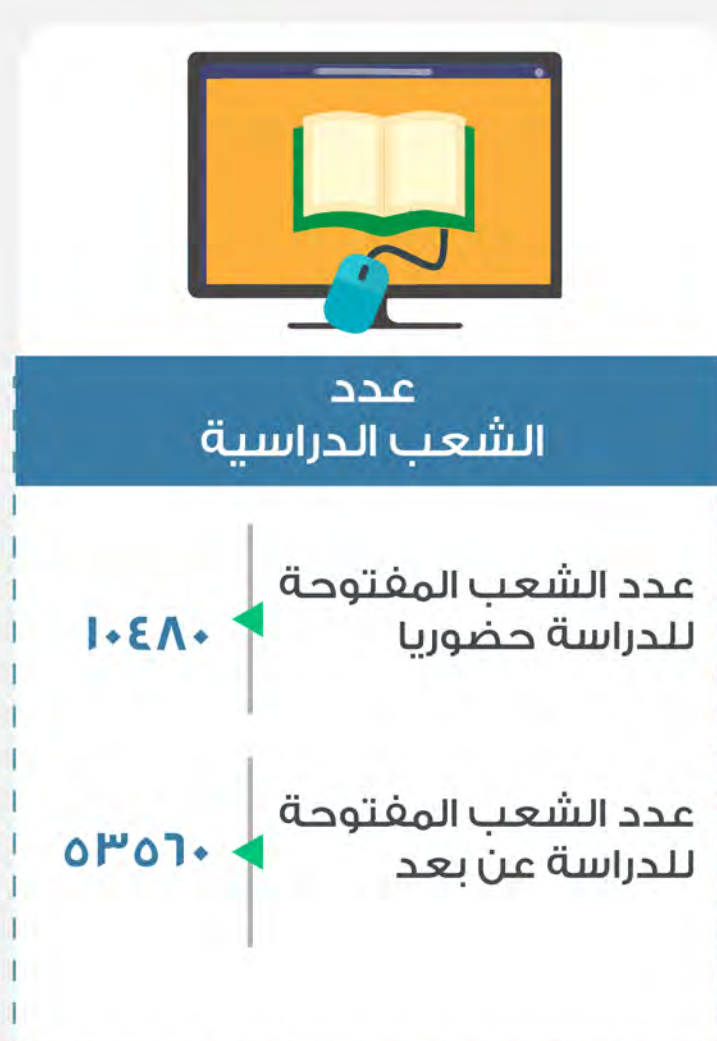 عدد
الشعب الدراسية
عدد الشعب المفتوحة
للدراسة حضوريا
١٠٤٨٠
عدد الشعب المفتوحة
للدراسة عن بعد
٥٣٥٦٠